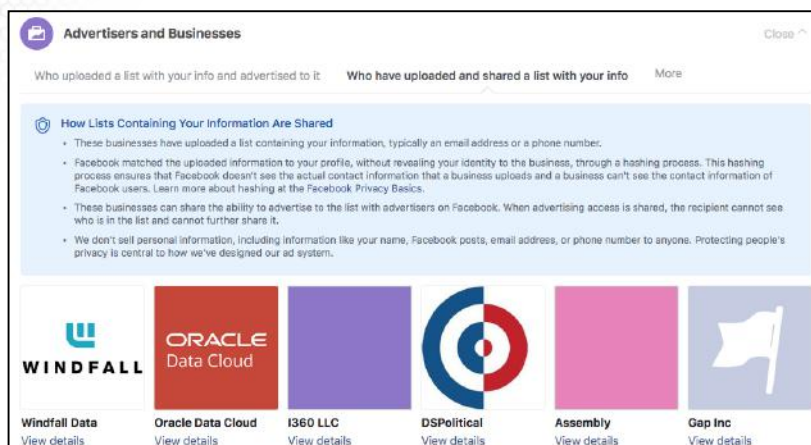 Advertisers and Businesses
Close
Who uploaded a list with your info and advertised to it Who have uploaded and shared a list with your info More
How Lists Containing Your Information Are Shared
• These businesses have uploaded a list containing your information, typically an email address or a phone number.
• Facebook matched the uploaded information to your profile, without revealing your identity to the business, through a hashing process. This hashing
process ensures that Facebook doesn't see the actual contact information that a business uploads and a business can't see the contact information of
Facebook users. Learn more about hashing at the Facebook Privacy Basics.
• These businesses can share the ability to advertise to the list with advertisers on Facebook. When advertising access is shared, the recipient cannot see
who is in the list and cannot further share it.
• We don't sell personal information, including information like your name, Facebook posts, email address, or phone number to anyone. Protecting people's
privacy is central to how we've designed our ad system.
WINDFALL
ORACLE
Data Cloud
Windfall Data Oracle Data Cloud I360 LLC DSPolitical Assembly Gap Inc
View details View details View details View details View details View details